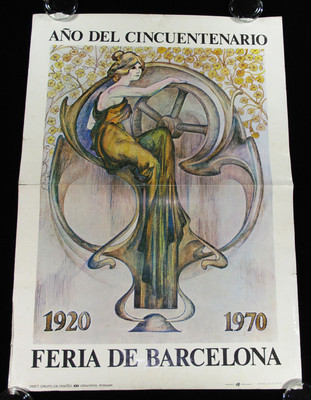 AÑO DEL CINCUENTENARIO
1920 1970
FERIA DE BARCELONA